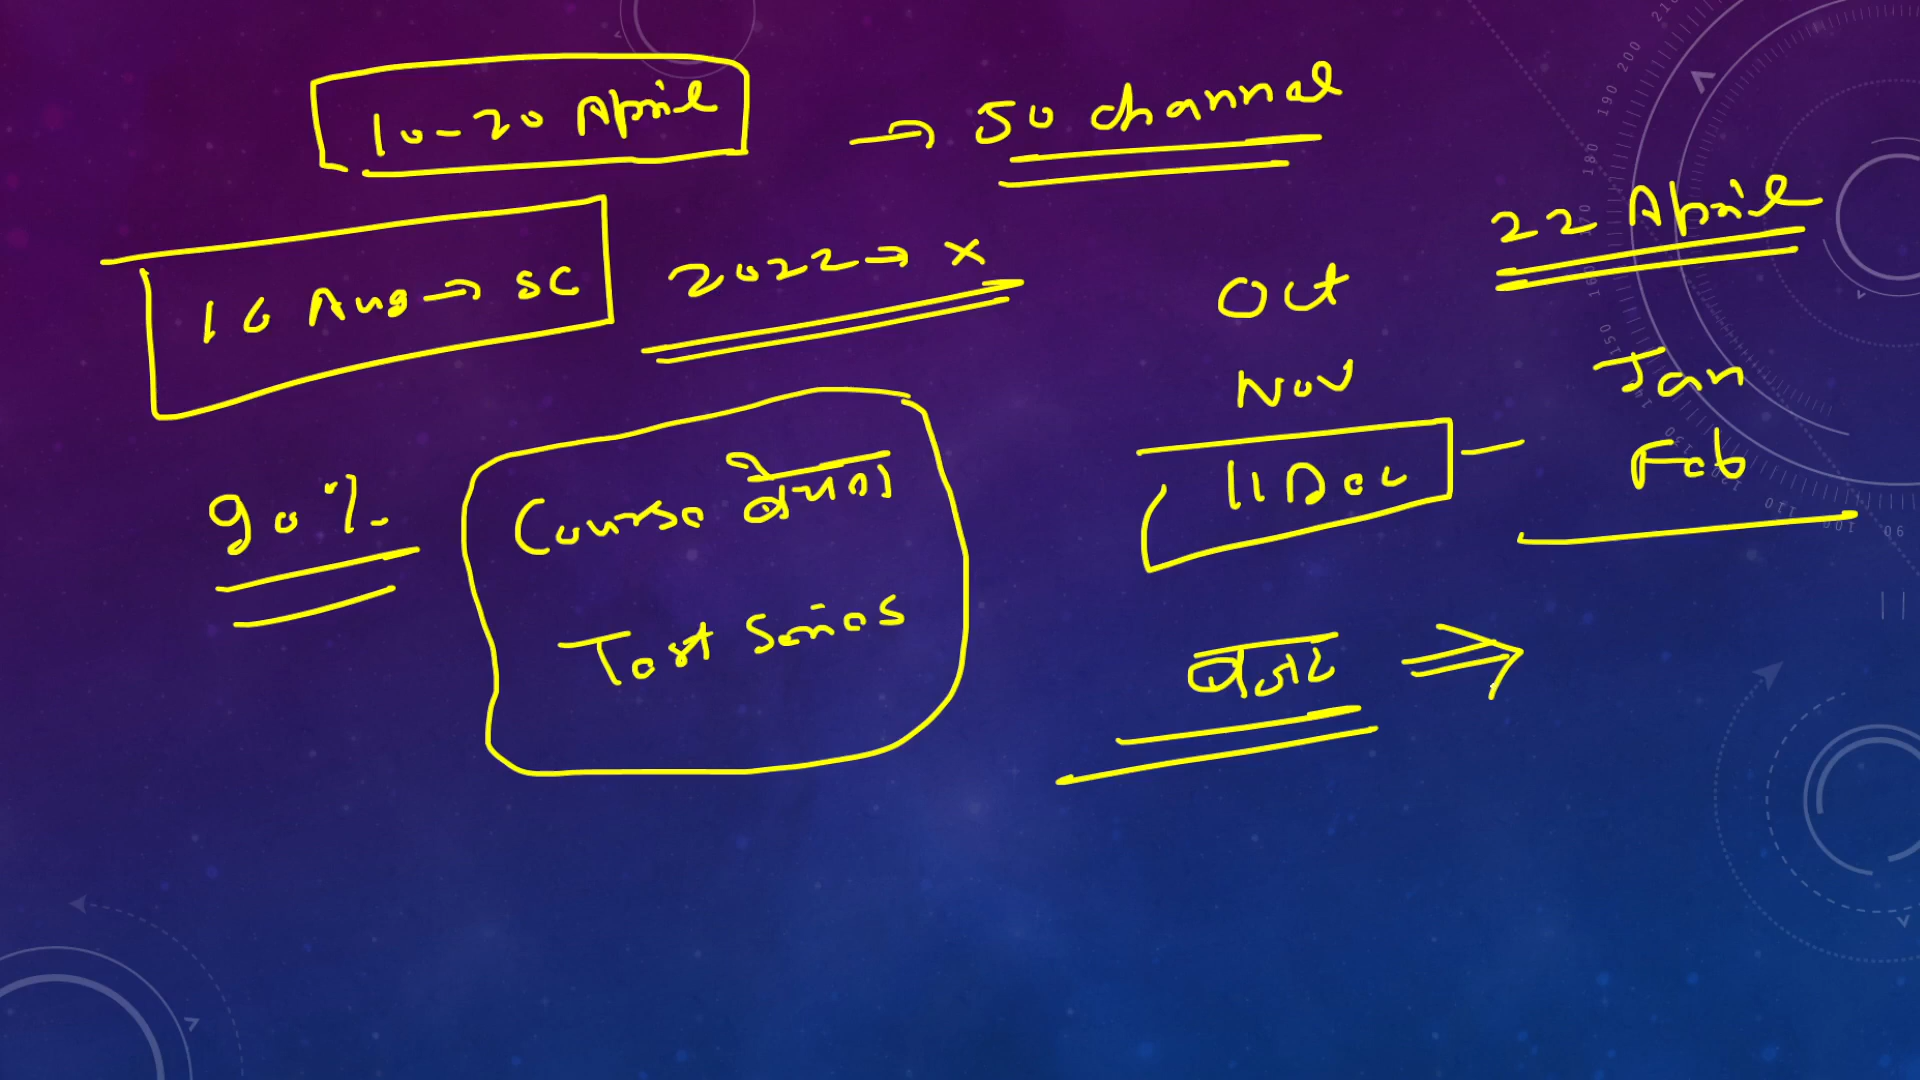 10-20 April → 50 channel
22 April
16 Aug → SC
2022 → X
Oct
Nov
11 Dec -
Jan
Feb
90%
Course बेचना
Test Series
बजट ⇒